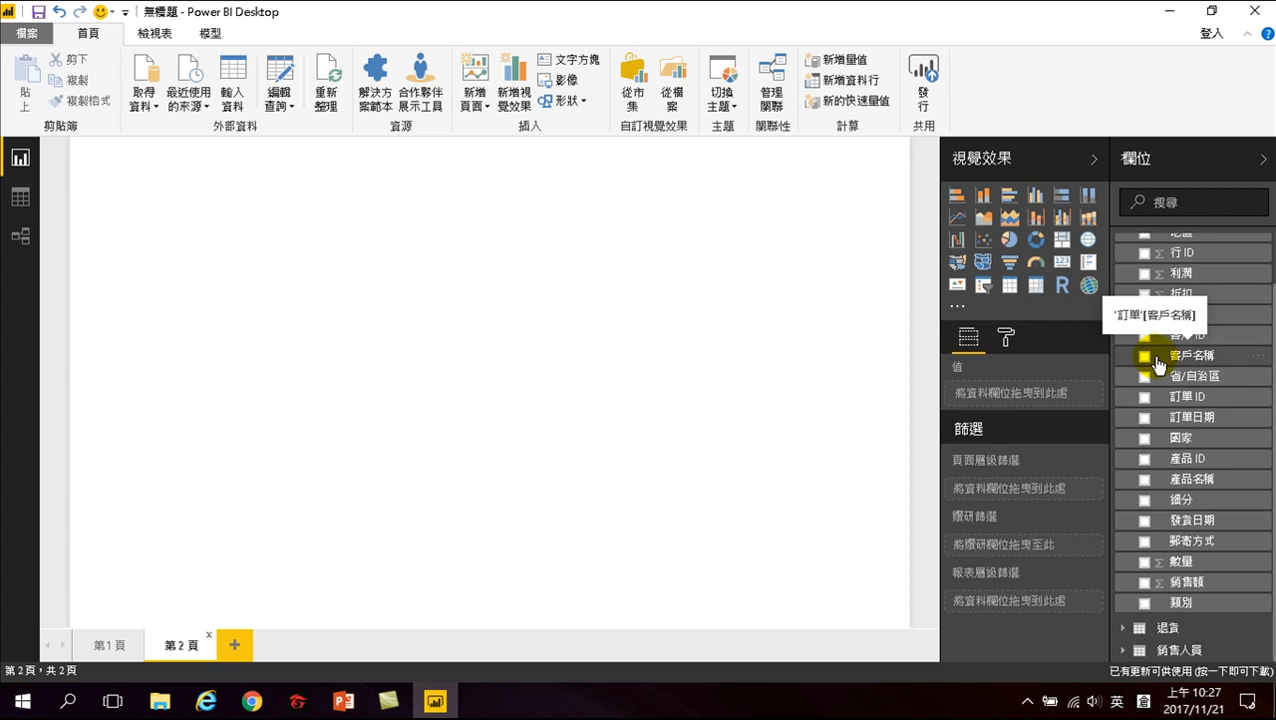 無標題 - Power BI Desktop
檔案 首頁 檢視表 模型 登入
貼上 剪下 複製 複製格式 剪貼簿
取得資料 最近使用的來源 輸入資料 編輯查詢 重新整理 外部資料
解決方案範本 合作夥伴展示工具 資源
新增頁面 新增視覺效果 文字方塊 影像 形狀 插入
從市集 從檔案 自訂視覺效果
切換主題 主題
管理關聯 關聯性
新增量值 新增資料行 新的快速量值 計算
發行 共用
視覺效果
值
將資料欄位拖曳到此處
篩選
頁面層級篩選
將資料欄位拖曳到此處
鑽研篩選
將鑽研欄位拖曳至此
報表層級篩選
將資料欄位拖曳到此處
欄位
搜尋
行 ID
利潤
折扣
'訂單'[客戶名稱]
客戶名稱
省/自治區
訂單 ID
訂單日期
國家
產品 ID
產品名稱
細分
發貨日期
郵寄方式
數量
銷售額
類別
退貨
銷售人員
第 1 頁 第 2 頁
第 2 頁，共 2 頁
已有更新可供使用 (按一下即可下載)
英 上午 10:27
2017/11/21